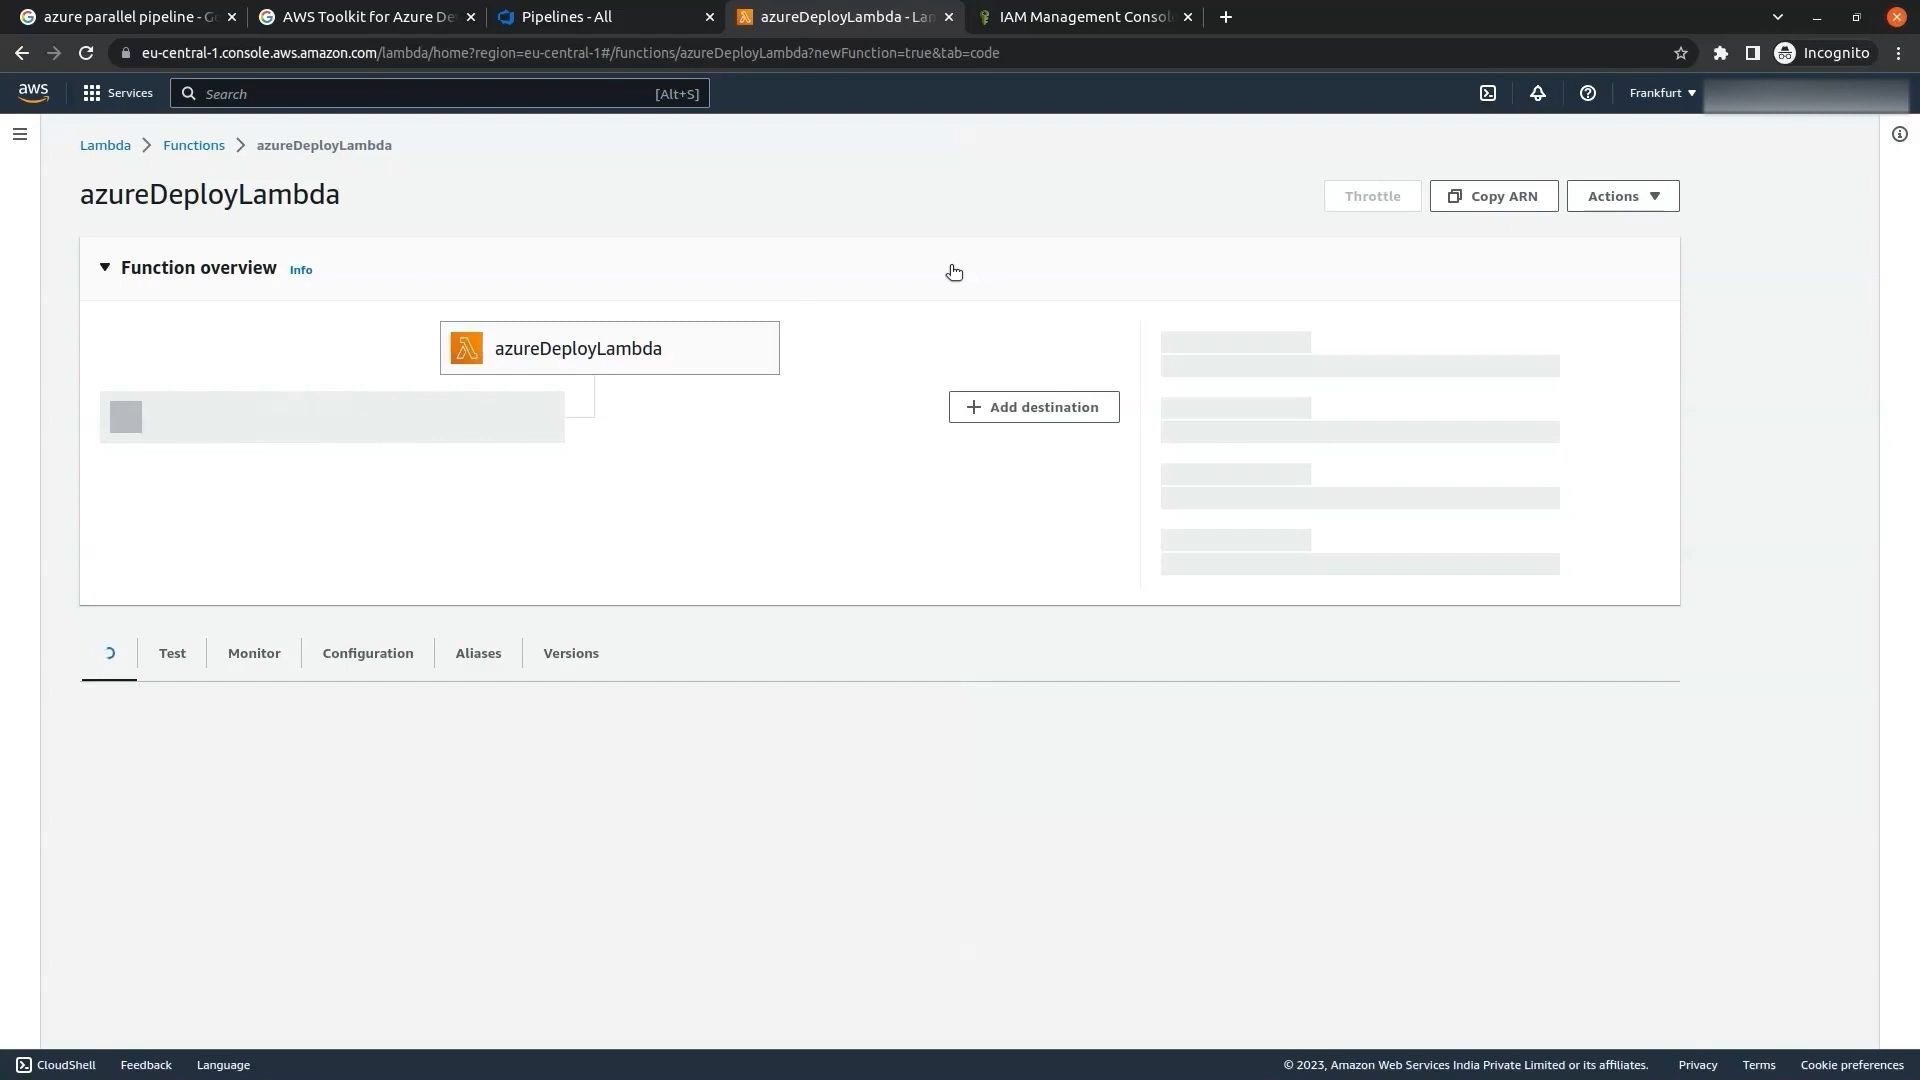 azure parallel pipeline - G
AWS Toolkit for Azure De
Pipelines - All
azureDeployLambda - Lan
IAM Management Consol
eu-central-1.console.aws.amazon.com/lambda/home?region=eu-central-1#/functions/azureDeployLambda?newFunction=true&tab=code
Incognito
aws
Services
Search
[Alt+S]
Frankfurt
Lambda
Functions
azureDeployLambda
azureDeployLambda
Throttle
Copy ARN
Actions
Function overview
Info
azureDeployLambda
Add destination
Test
Monitor
Configuration
Aliases
Versions
CloudShell
Feedback
Language
© 2023, Amazon Web Services India Private Limited or its affiliates.
Privacy
Terms
Cookie preferences